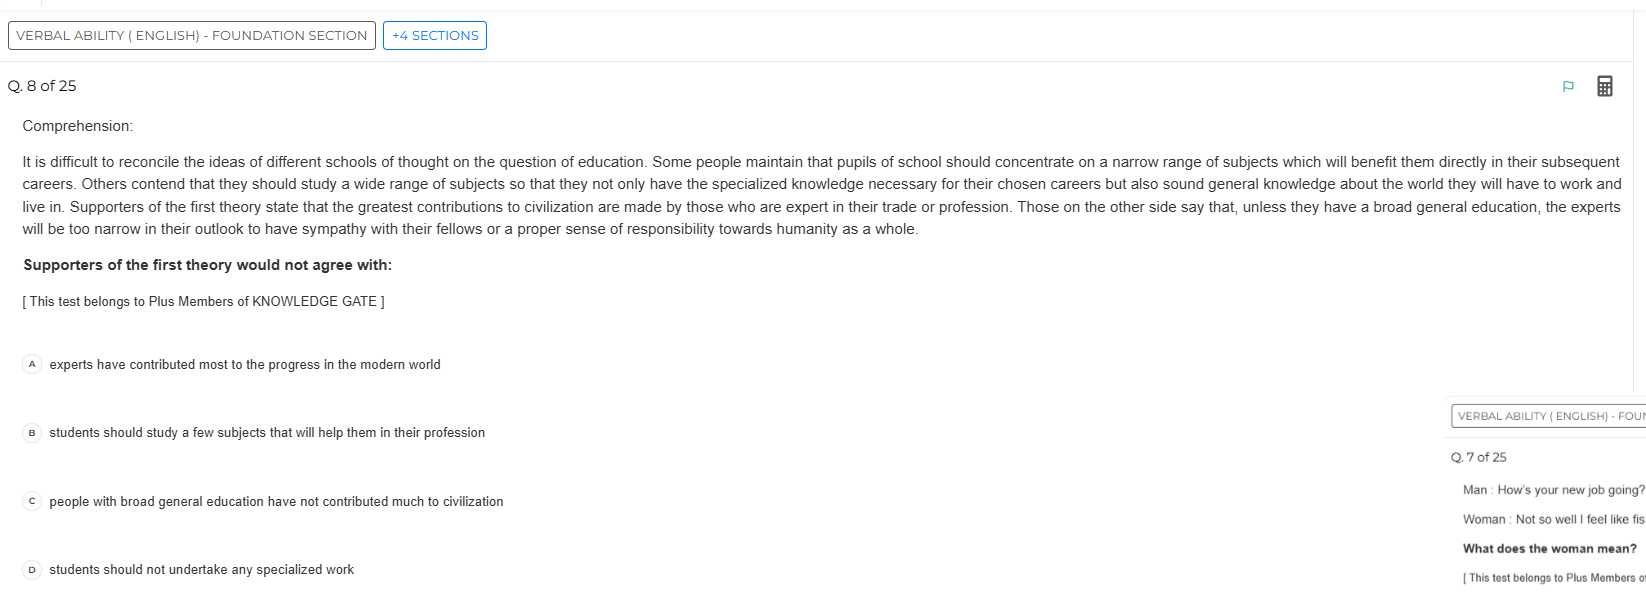 VERBAL ABILITY ( ENGLISH) - FOUNDATION SECTION
+4 SECTIONS
Q. 8 of 25
Comprehension:
It is difficult to reconcile the ideas of different schools of thought on the question of education. Some people maintain that pupils of school should concentrate on a narrow range of subjects which will benefit them directly in their subsequent
careers. Others contend that they should study a wide range of subjects so that they not only have the specialized knowledge necessary for their chosen careers but also sound general knowledge about the world they will have to work and
live in. Supporters of the first theory state that the greatest contributions to civilization are made by those who are expert in their trade or profession. Those on the other side say that, unless they have a broad general education, the experts
will be too narrow in their outlook to have sympathy with their fellows or a proper sense of responsibility towards humanity as a whole.
Supporters of the first theory would not agree with:
[ This test belongs to Plus Members of KNOWLEDGE GATE ]
A experts have contributed most to the progress in the modern world
B students should study a few subjects that will help them in their profession
C people with broad general education have not contributed much to civilization
D students should not undertake any specialized work
VERBAL ABILITY ( ENGLISH) -
Q. 7 of 25
Man : How's your new job going?
Woman : Not so well I feel like
What does the woman mean?
[ This test belongs to Plus Members